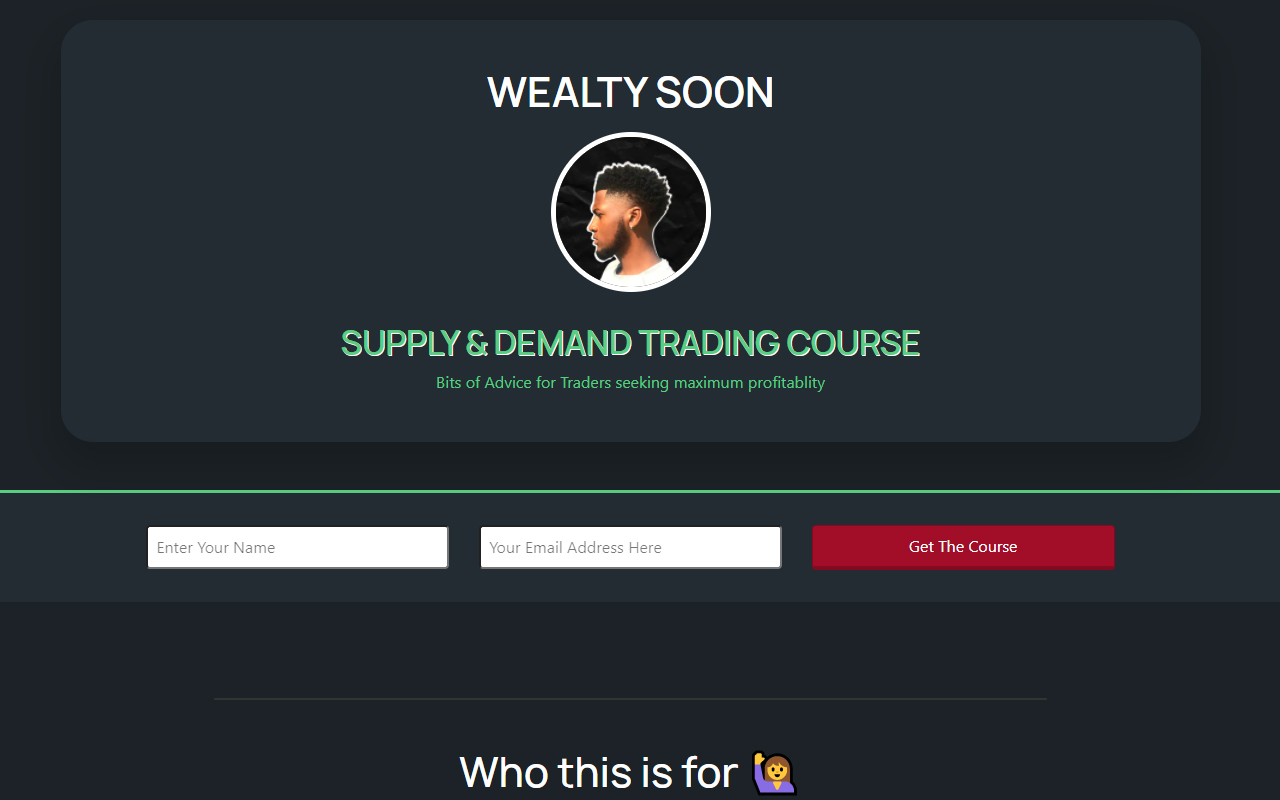 WEALTY SOON
SUPPLY & DEMAND TRADING COURSE
Bits of Advice for Traders seeking maximum profitablity
Enter Your Name
Your Email Address Here
Get The Course
Who this is for 🙋‍♀️